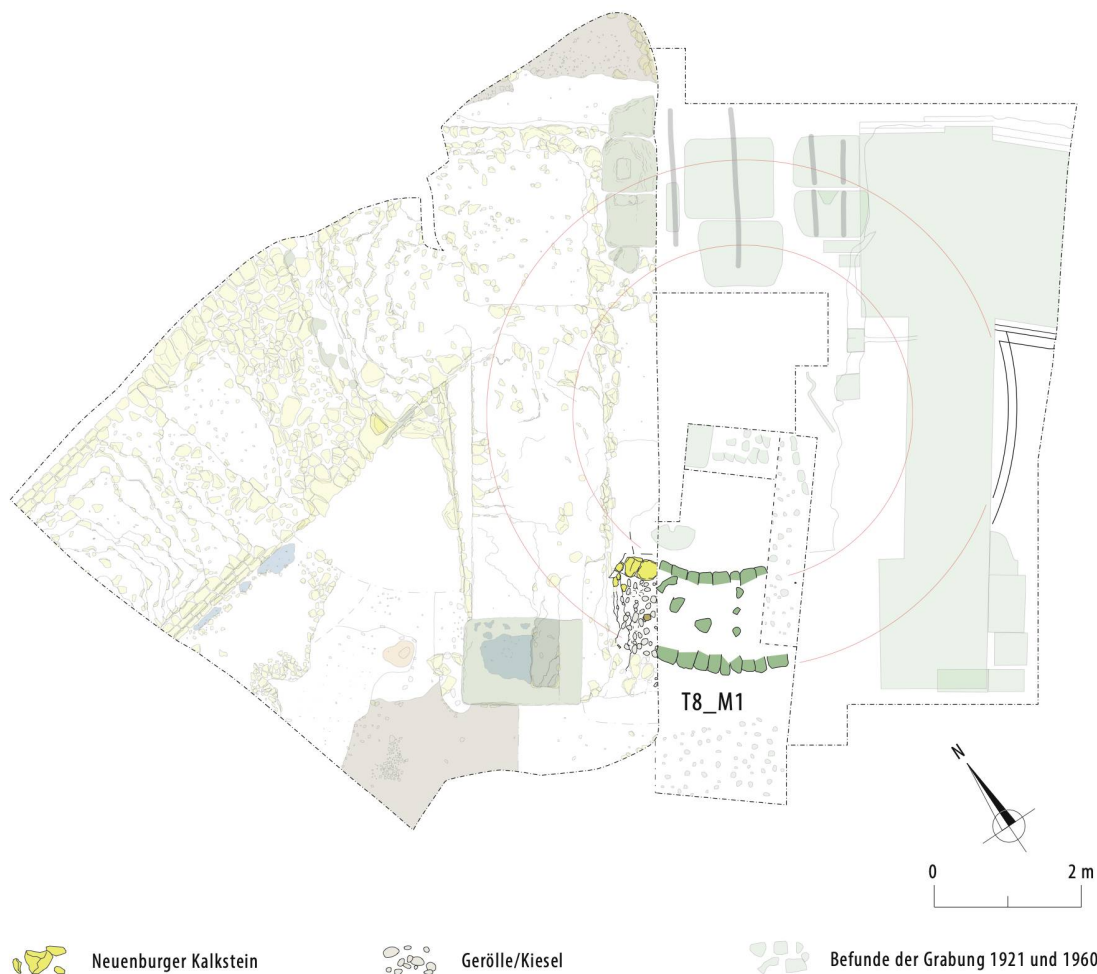 T8_M1
N
0 2 m
Neuenburger Kalkstein
Gerölle/Kiesel
Befunde der Grabung 1921 und 1960